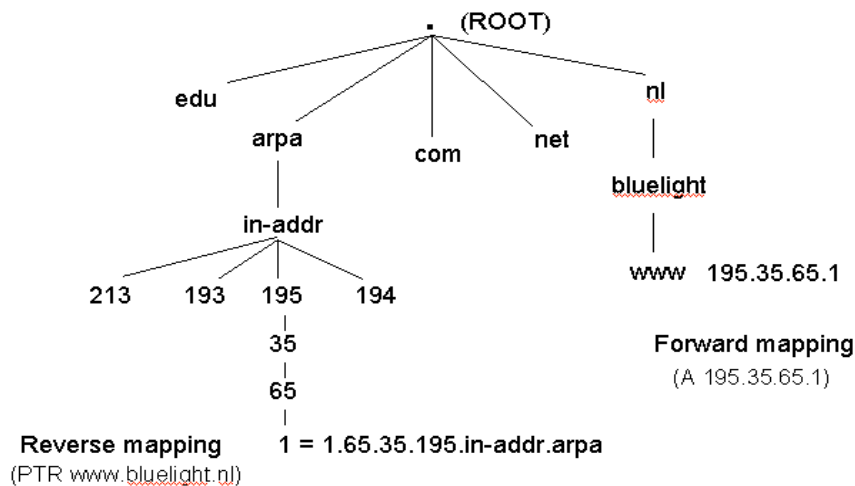 . (ROOT)
edu
arpa
com
net
nl
bluelight
in-addr
www 195.35.65.1
213 193 195 194
35
Forward mapping
(A 195.35.65.1)
65
Reverse mapping
1 = 1.65.35.195.in-addr.arpa
(PTR www.bluelight.nl)